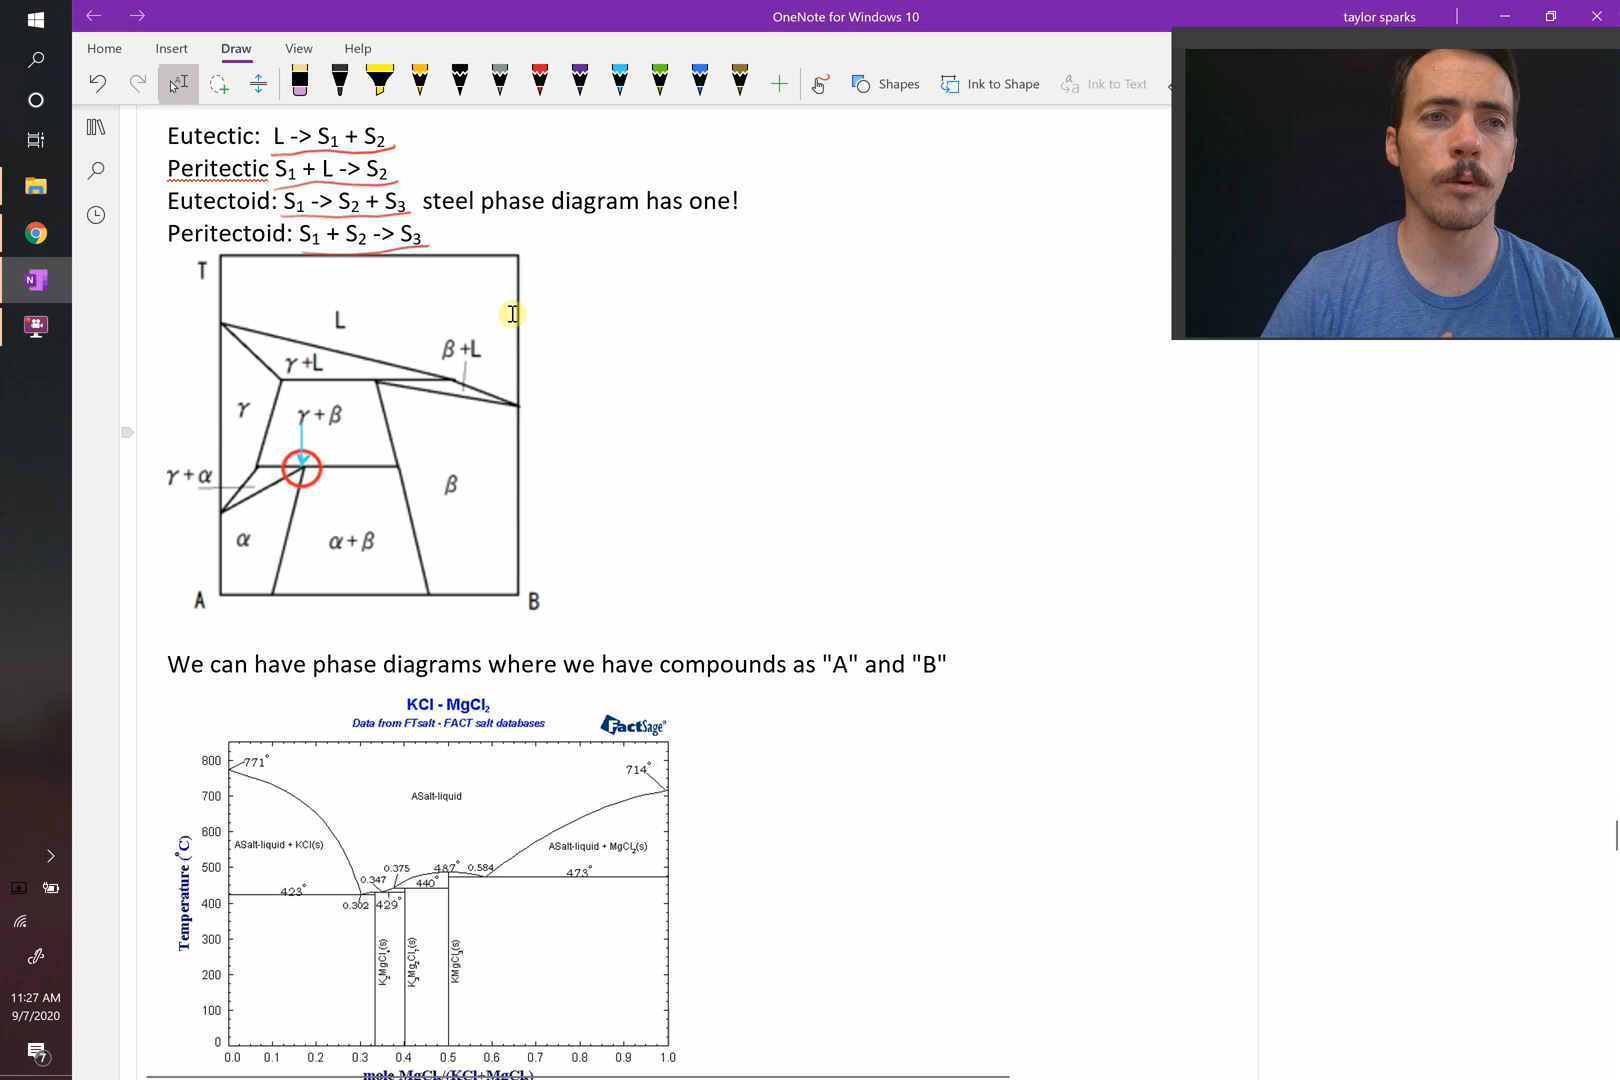 OneNote for Windows 10
taylor sparks
Home Insert Draw View Help
Shapes Ink to Shape Ink to Text
Eutectic: L -> S₁ + S₂
Peritectic S₁ + L -> S₂
Eutectoid: S₁ -> S₂ + S₃ steel phase diagram has one!
Peritectoid: S₁ + S₂ -> S₃
T
L
β+L
γ+L
γ
γ+β
γ+α
β
α
α+β
A
B
We can have phase diagrams where we have compounds as "A" and "B"
KCl - MgCl₂
Data from FTsalt - FACT salt databases
FactSage
800
700
600
500
400
300
200
100
0
Temperature (°C)
771°
714°
ASalt-liquid
ASalt-liquid + KCl(s)
ASalt-liquid + MgCl₂(s)
0.375
487°
0.584
0.347
440°
473°
423°
0.302
429°
K₂MgCl₄(s)
K₃Mg₂Cl₇(s)
KMgCl₃(s)
0.0 0.1 0.2 0.3 0.4 0.5 0.6 0.7 0.8 0.9 1.0
mole MgCl₂/(KCl+MgCl₂)
11:27 AM
9/7/2020
7